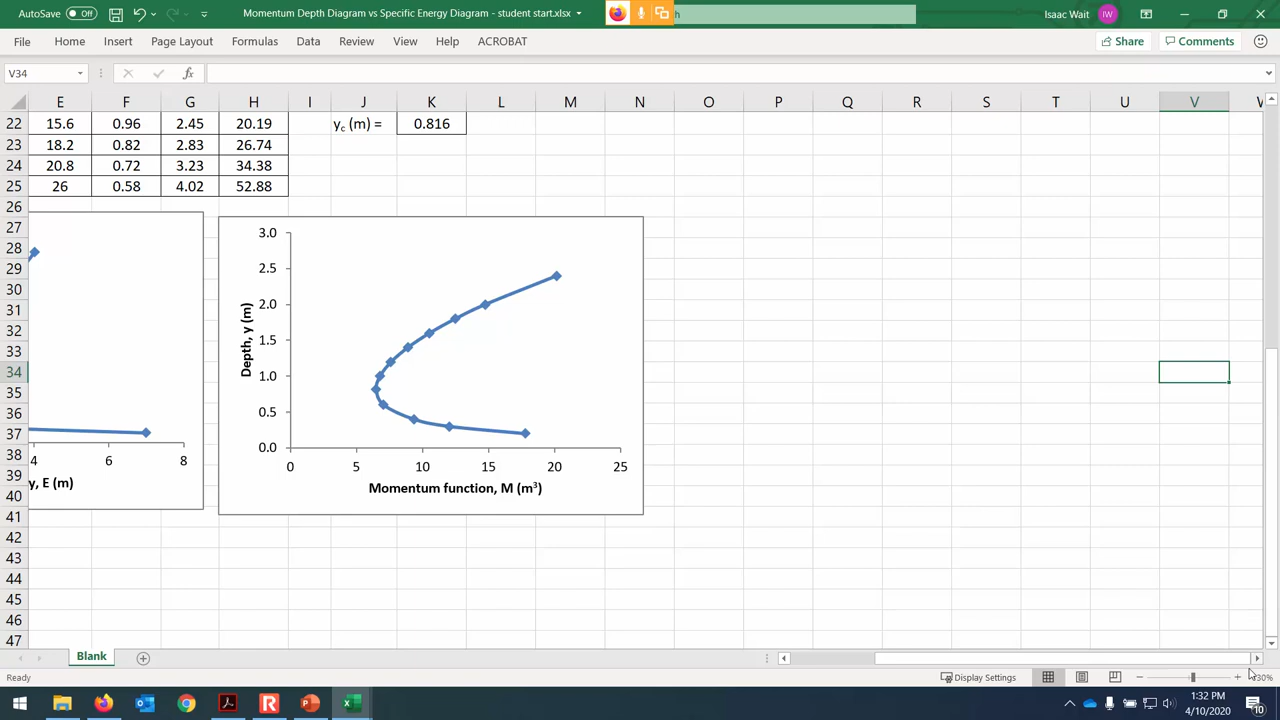 AutoSave Off Momentum Depth Diagram vs Specific Energy Diagram - student start.xlsx h Isaac Wait IW
File Home Insert Page Layout Formulas Data Review View Help ACROBAT Share Comments
V34 fx
E F G H I J K L M N O P Q R S T U V W
22 15.6 0.96 2.45 20.19 yc (m) = 0.816
23 18.2 0.82 2.83 26.74
24 20.8 0.72 3.23 34.38
25 26 0.58 4.02 52.88
26
27
28
29
30
31
32
33
34
35
36
37
38
39
40
41
42
43
44
45
46
47
4 6 8
y, E (m)
3.0
2.5
2.0
1.5
1.0
0.5
0.0
Depth, y (m)
0 5 10 15 20 25
Momentum function, M (m³)
Blank
Ready Display Settings
1:32 PM
4/10/2020
10